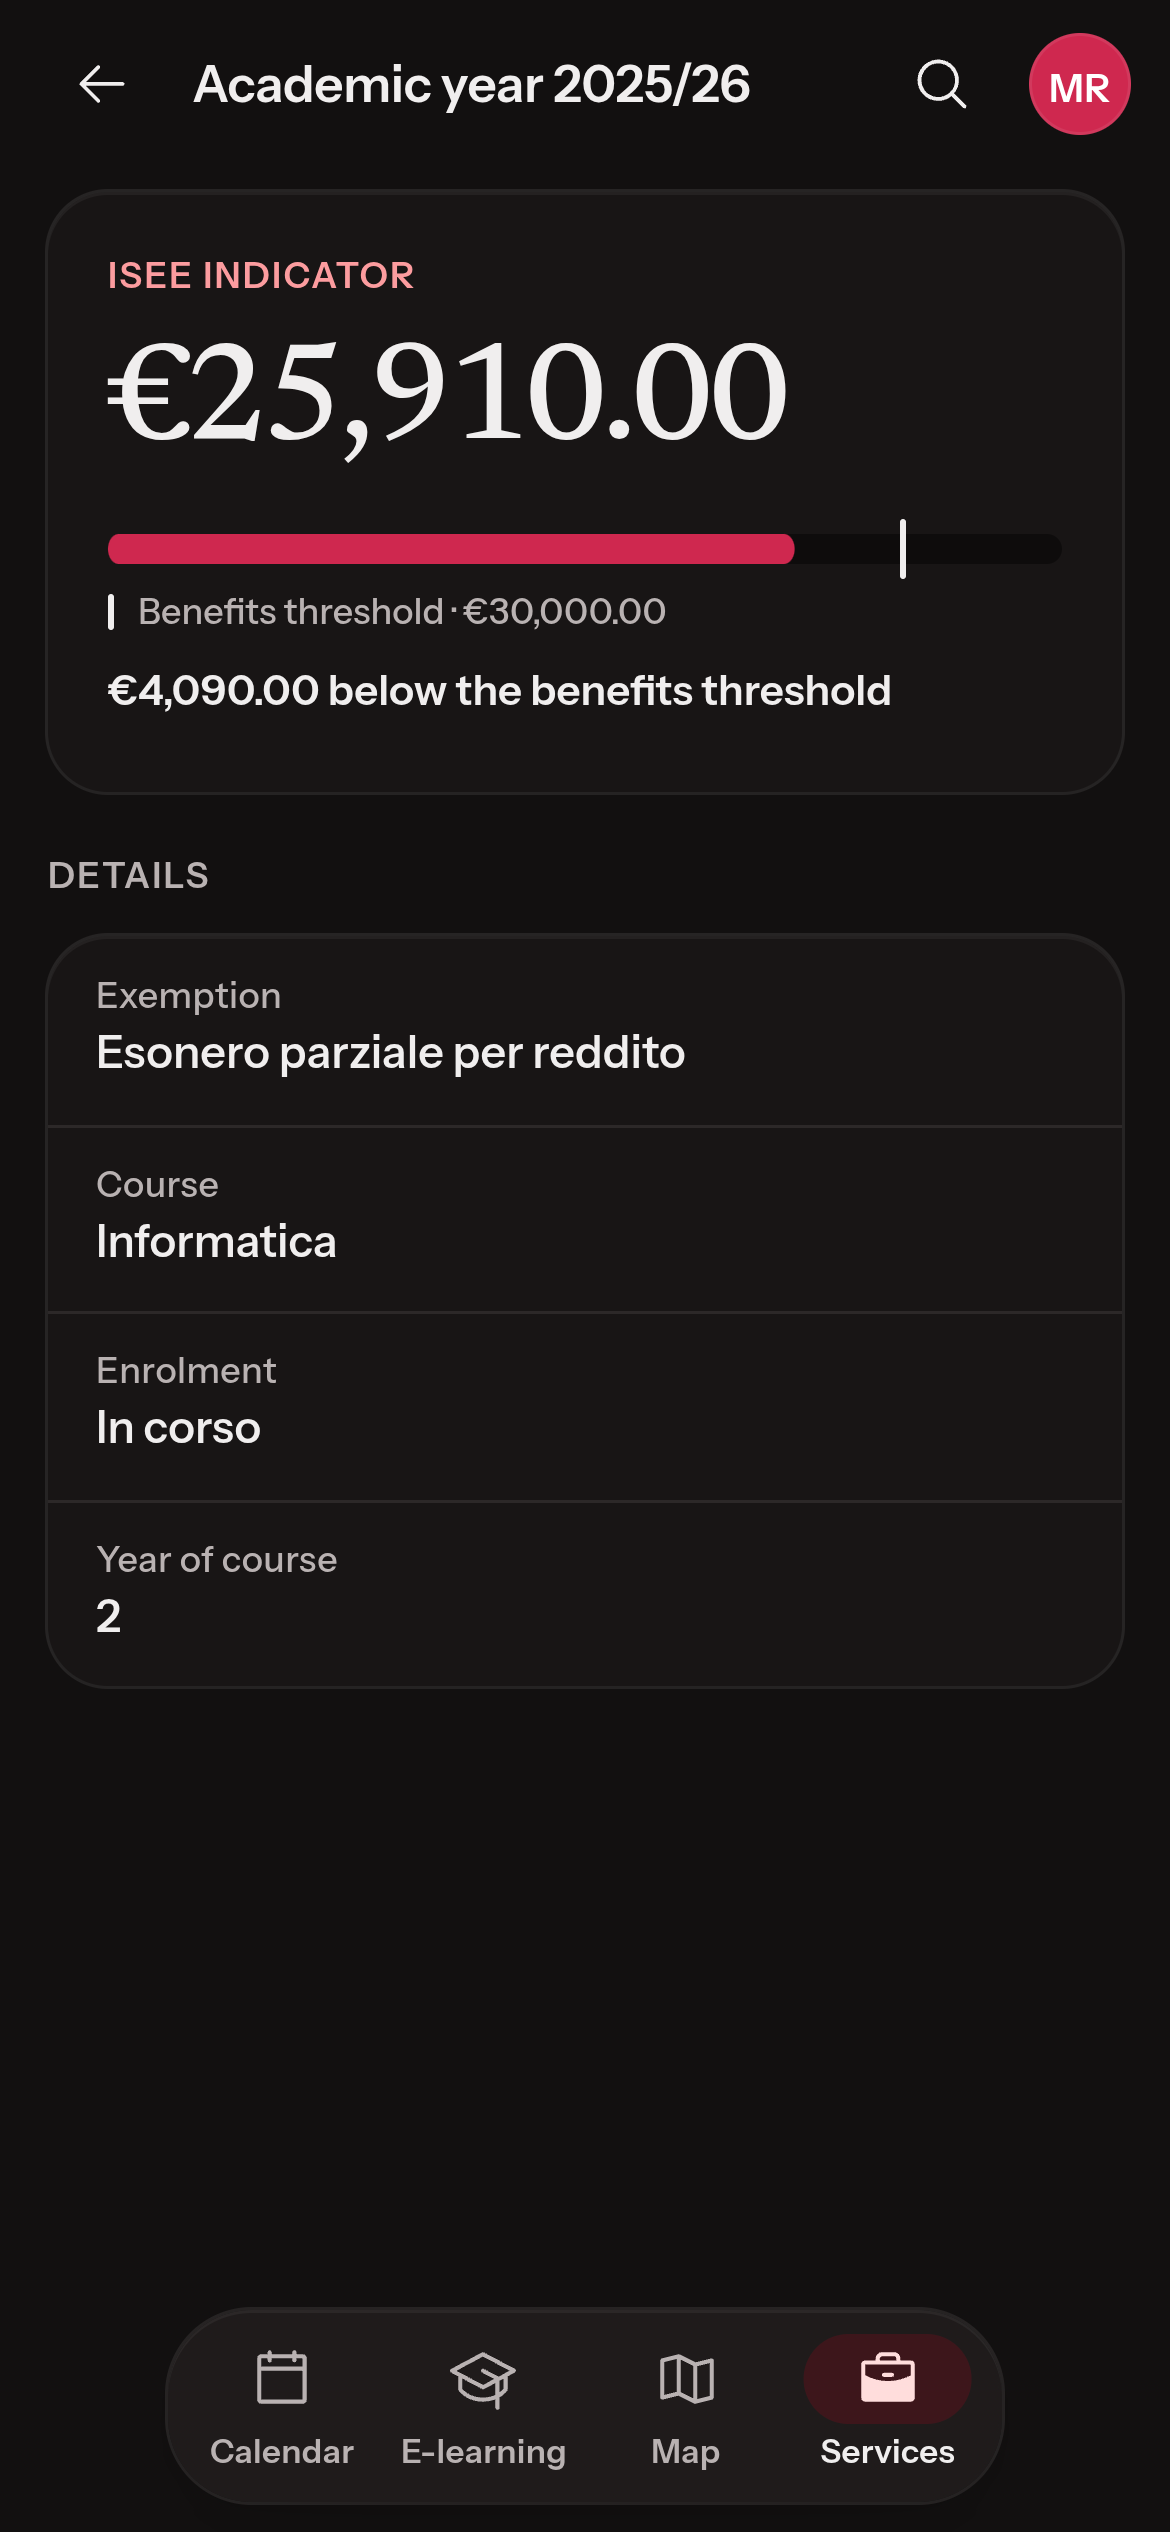 Academic year 2025/26
MR
ISEE INDICATOR
€25,910.00
Benefits threshold · €30,000.00
€4,090.00 below the benefits threshold
DETAILS
Exemption
Esonero parziale per reddito
Course
Informatica
Enrolment
In corso
Year of course
2
Calendar
E-learning
Map
Services